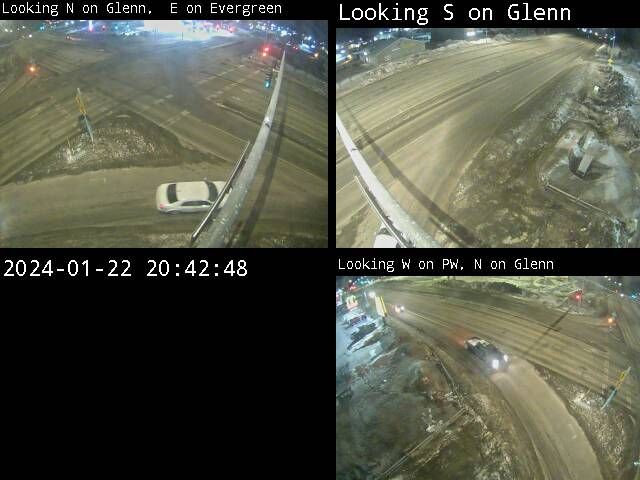 Looking N on Glenn, E on Evergreen
Looking S on Glenn
2024-01-22 20:42:48
Looking W on PW, N on Glenn